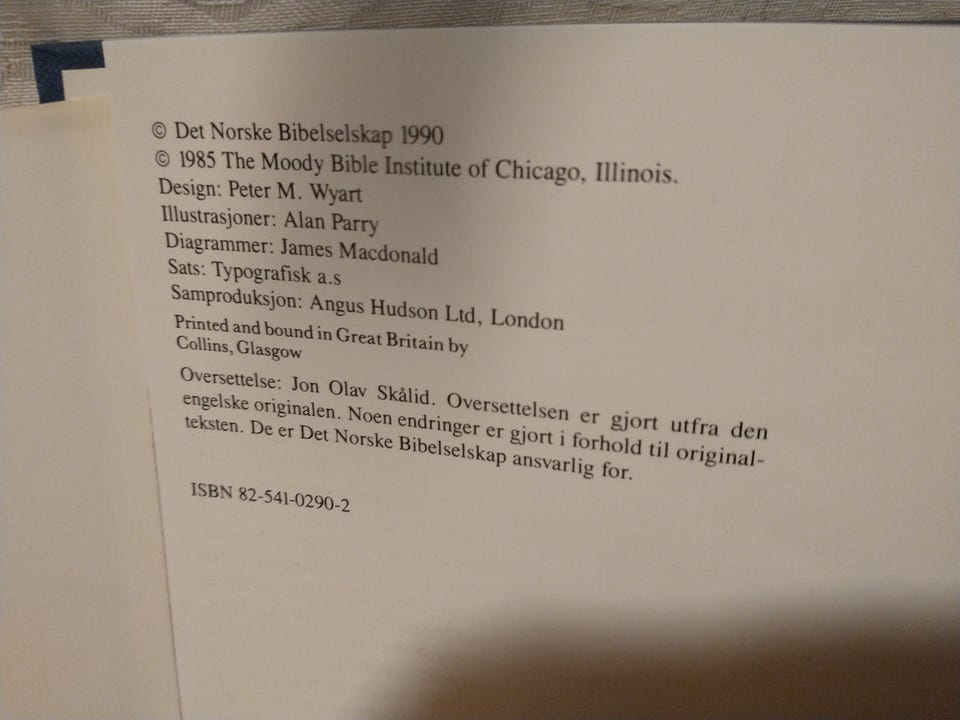 © Det Norske Bibelselskap 1990
© 1985 The Moody Bible Institute of Chicago, Illinois.
Design: Peter M. Wyart
Illustrasjoner: Alan Parry
Diagrammer: James Macdonald
Sats: Typografisk a.s
Samproduksjon: Angus Hudson Ltd, London
Printed and bound in Great Britain by
Collins, Glasgow
Oversettelse: Jon Olav Skålid. Oversettelsen er gjort utfra den
engelske originalen. Noen endringer er gjort i forhold til original-
teksten. De er Det Norske Bibelselskap ansvarlig for.
ISBN 82-541-0290-2